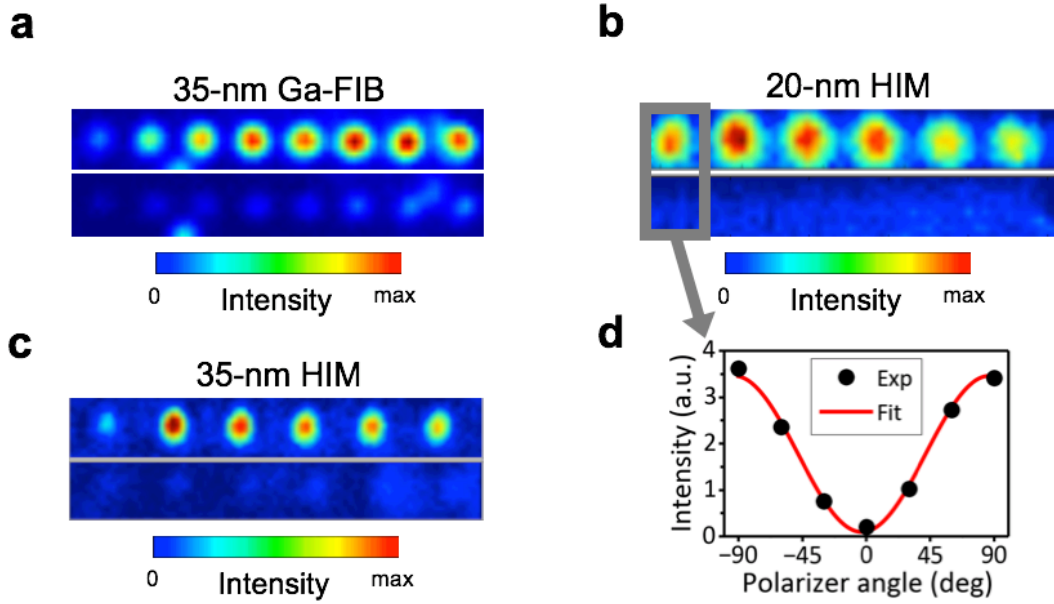 a
35-nm Ga-FIB
0 Intensity max
b
20-nm HIM
0 Intensity max
c
35-nm HIM
0 Intensity max
d
Intensity (a.u.)
4
3
2
1
0
Exp
Fit
−90 −45 0 45 90
Polarizer angle (deg)